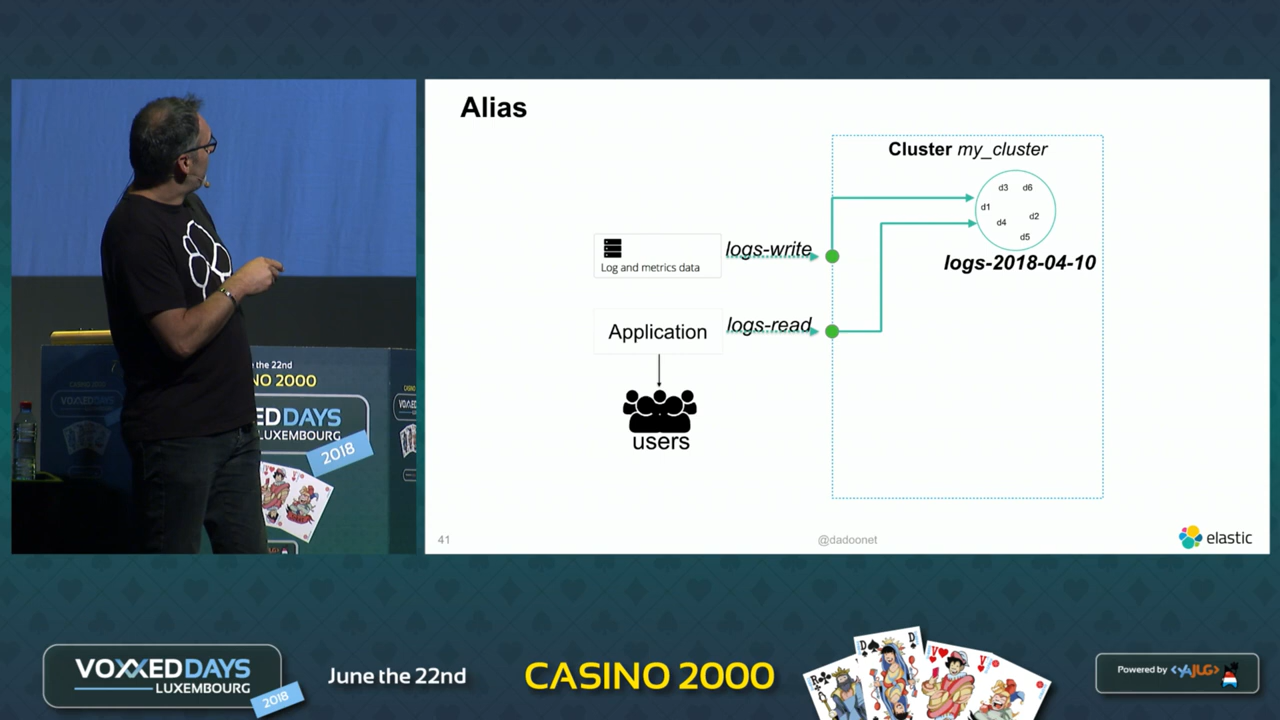 Alias
Cluster my_cluster
d3 d6
d1
d2
d4
d5
logs-2018-04-10
logs-write
Log and metrics data
logs-read
Application
users
41
@dadoonet
elastic
the 22nd
NO 2000
ED DAYS
LUXEMBOURG
2018
VOXXED DAYS
LUXEMBOURG
2018
June the 22nd
CASINO 2000
R D D V V
Powered by <YAJUG>